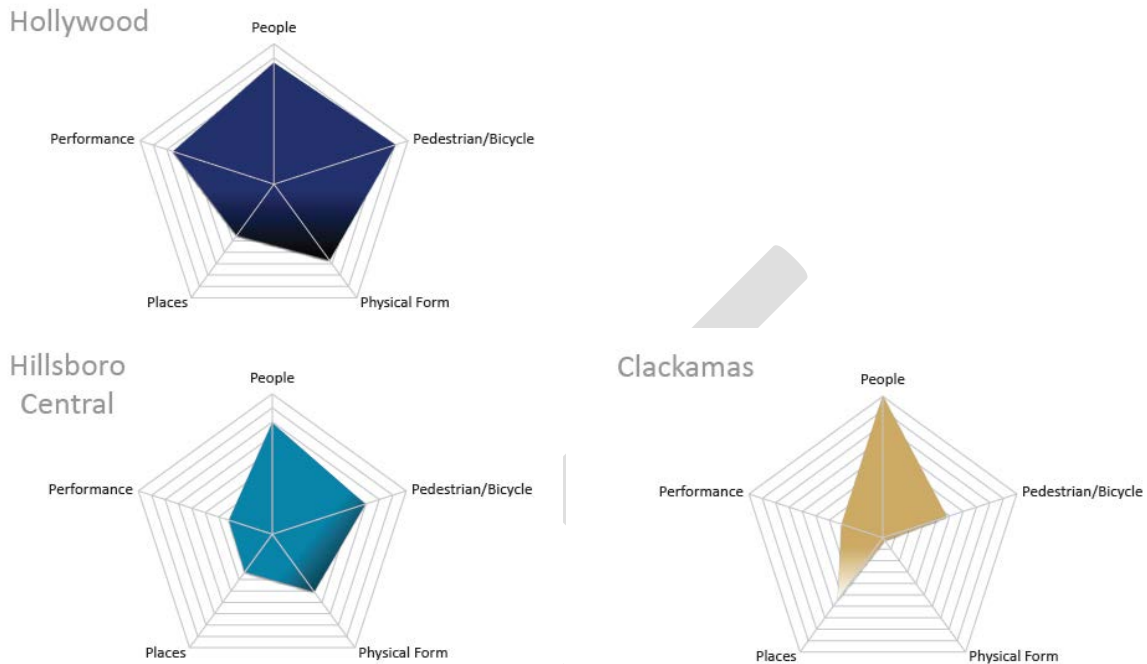 Hollywood
People
Performance
Pedestrian/Bicycle
Places
Physical Form
Hillsboro
Central
People
Performance
Pedestrian/Bicycle
Places
Physical Form
Clackamas
People
Performance
Pedestrian/Bicycle
Places
Physical Form